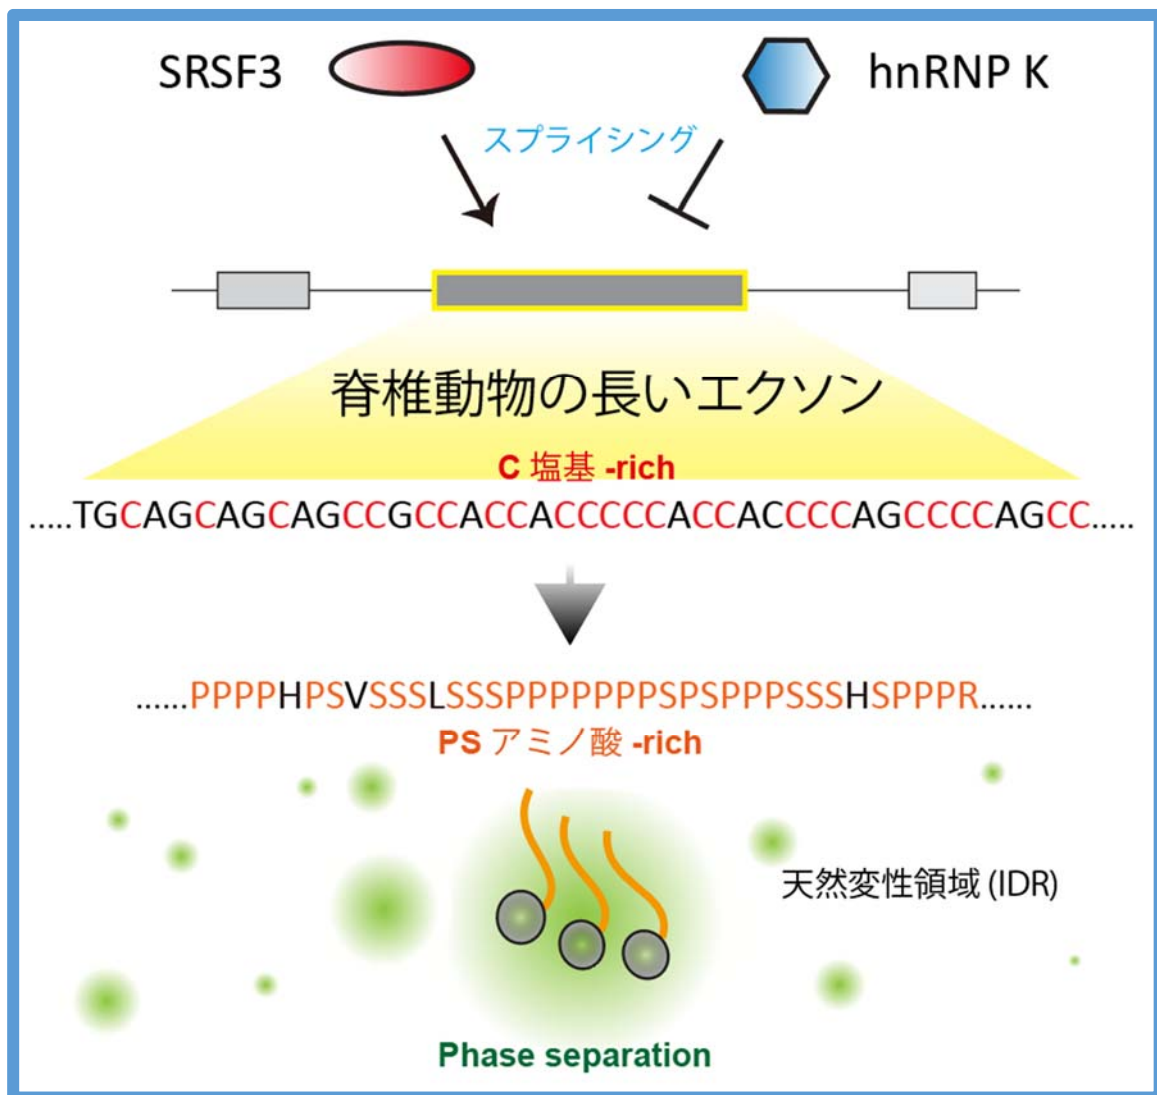 SRSF3
hnRNP K
スプライシング
脊椎動物の長いエクソン
C 塩基 -rich
.....TGCAGCAGCAGCCGCCACCACCCCCACCACCCCAGCCCCAGCC.....
......PPPPHPSVSSSLSSSPPPPPPPSPSPPPSSSHSPPPR......
PS アミノ酸 -rich
天然変性領域 (IDR)
Phase separation